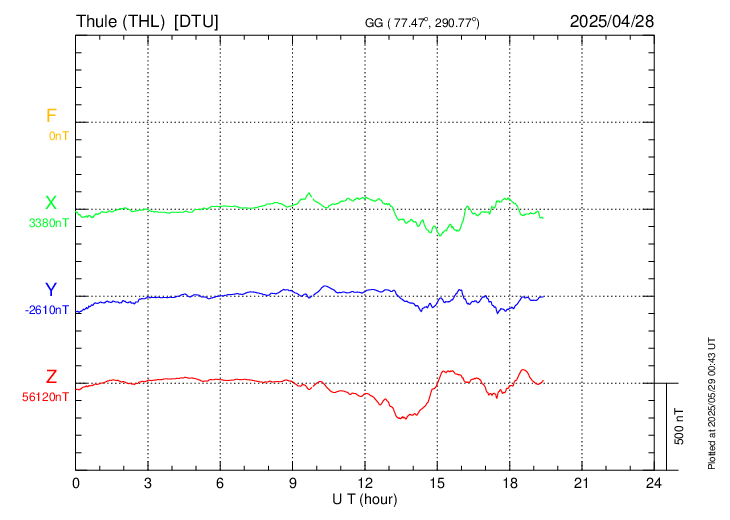 Thule (THL) [DTU]
GG ( 77.47°, 290.77°)
2025/04/28
F
0nT
X
3380nT
Y
-2610nT
Z
56120nT
500 nT
0 3 6 9 12 15 18 21 24
U T (hour)
Plotted at 2025/05/29 00:43 UT